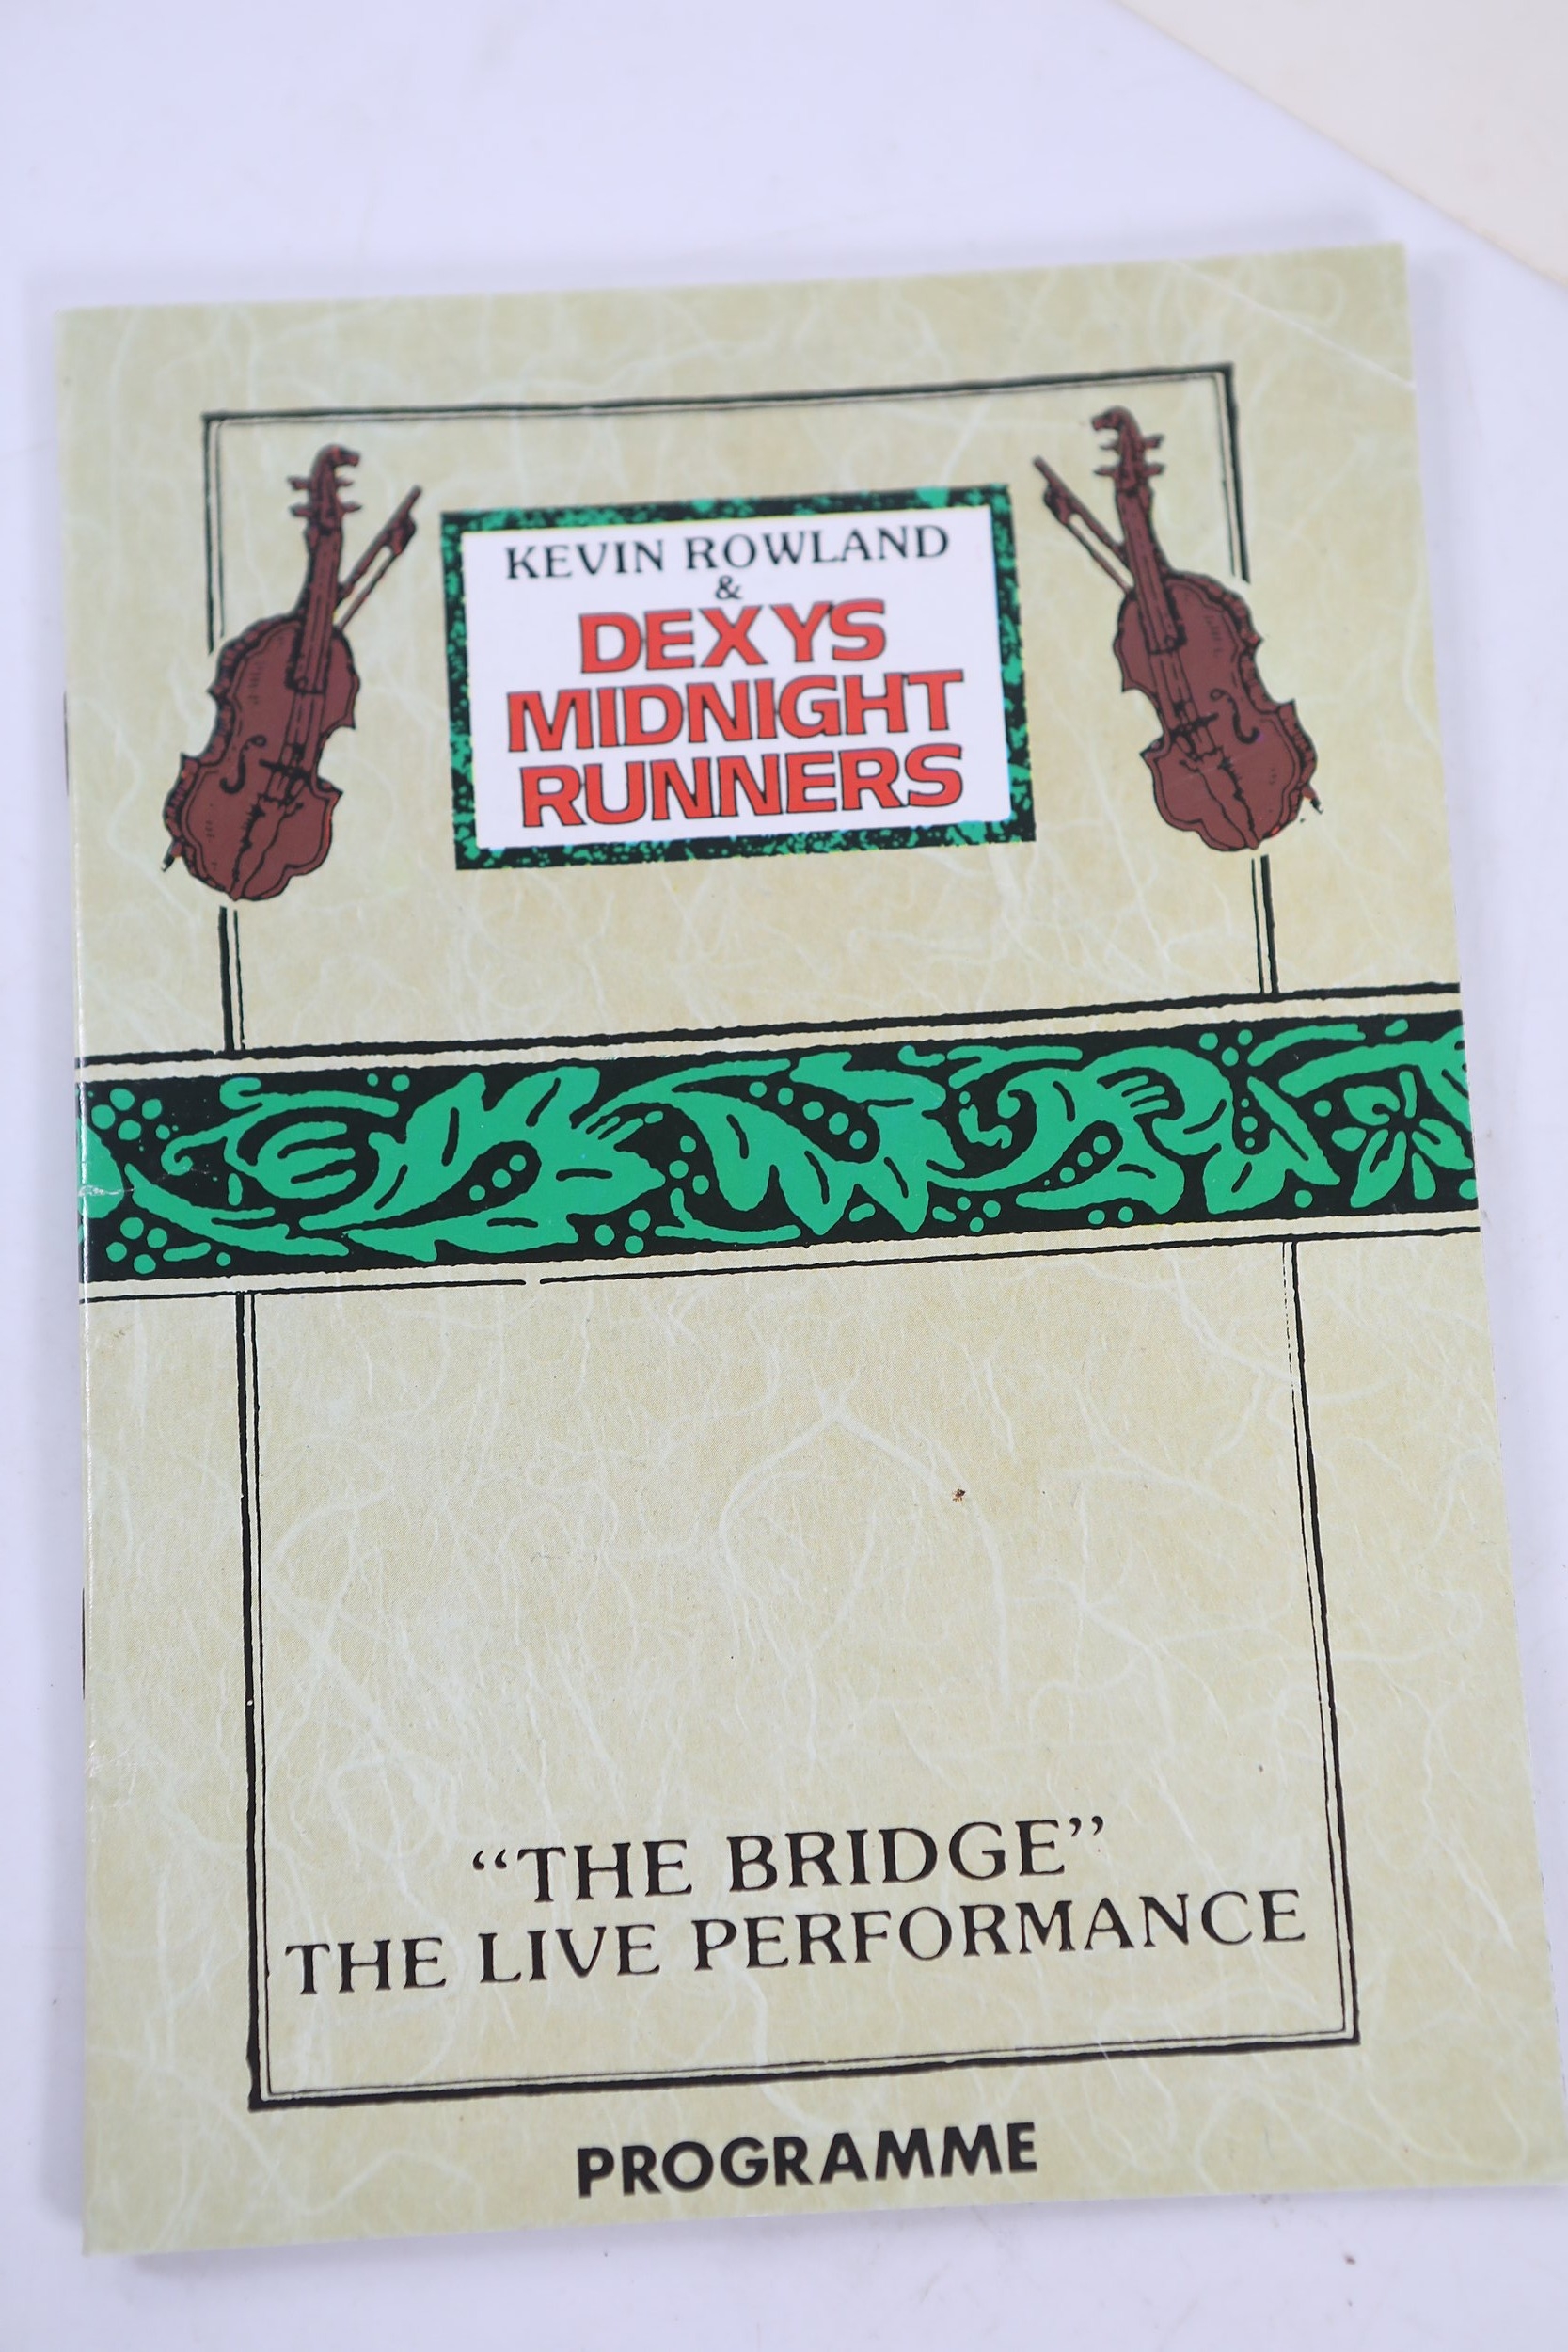 KEVIN ROWLAND
&
DEXYS
MIDNIGHT
RUNNERS
“THE BRIDGE”
THE LIVE PERFORMANCE
PROGRAMME